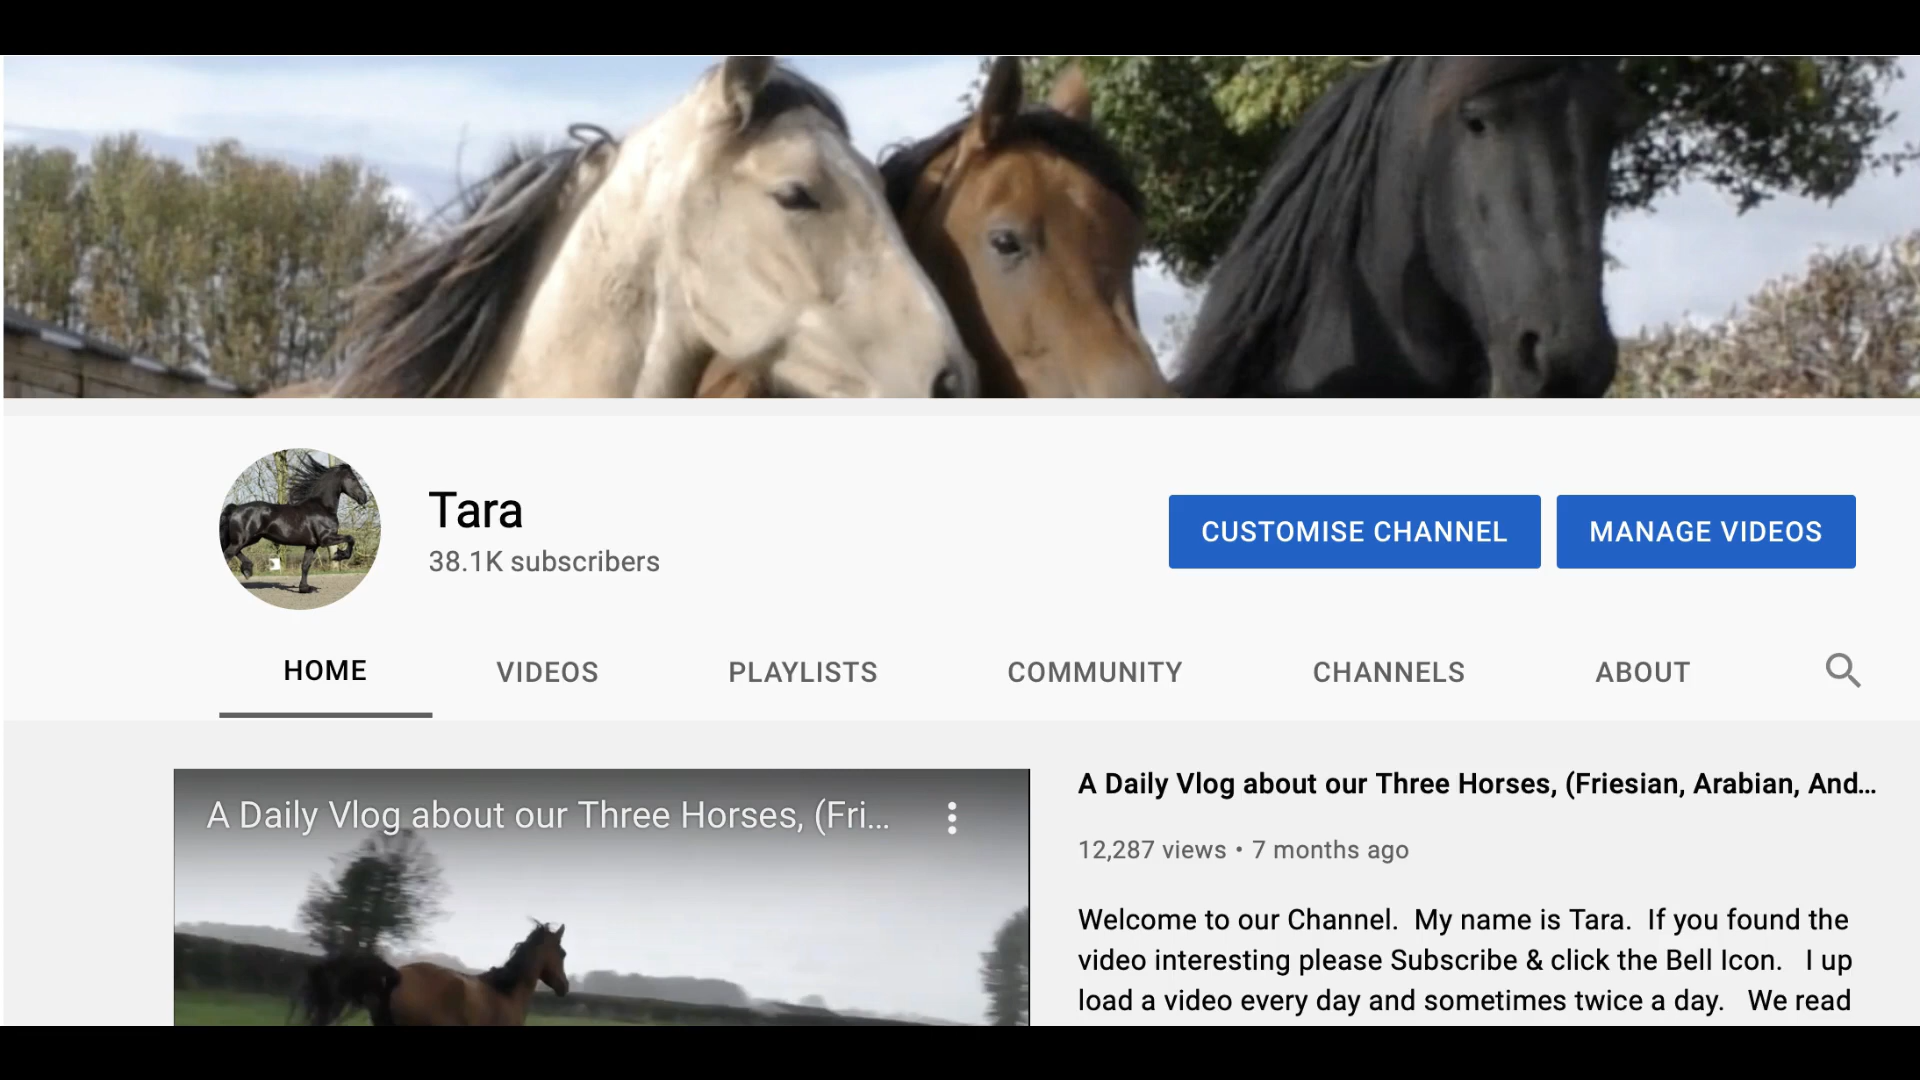 Tara
38.1K subscribers
CUSTOMISE CHANNEL
MANAGE VIDEOS
HOME
VIDEOS
PLAYLISTS
COMMUNITY
CHANNELS
ABOUT
A Daily Vlog about our Three Horses, (Fri...
A Daily Vlog about our Three Horses, (Friesian, Arabian, And...
12,287 views • 7 months ago
Welcome to our Channel. My name is Tara. If you found the
video interesting please Subscribe & click the Bell Icon. I up
load a video every day and sometimes twice a day. We read